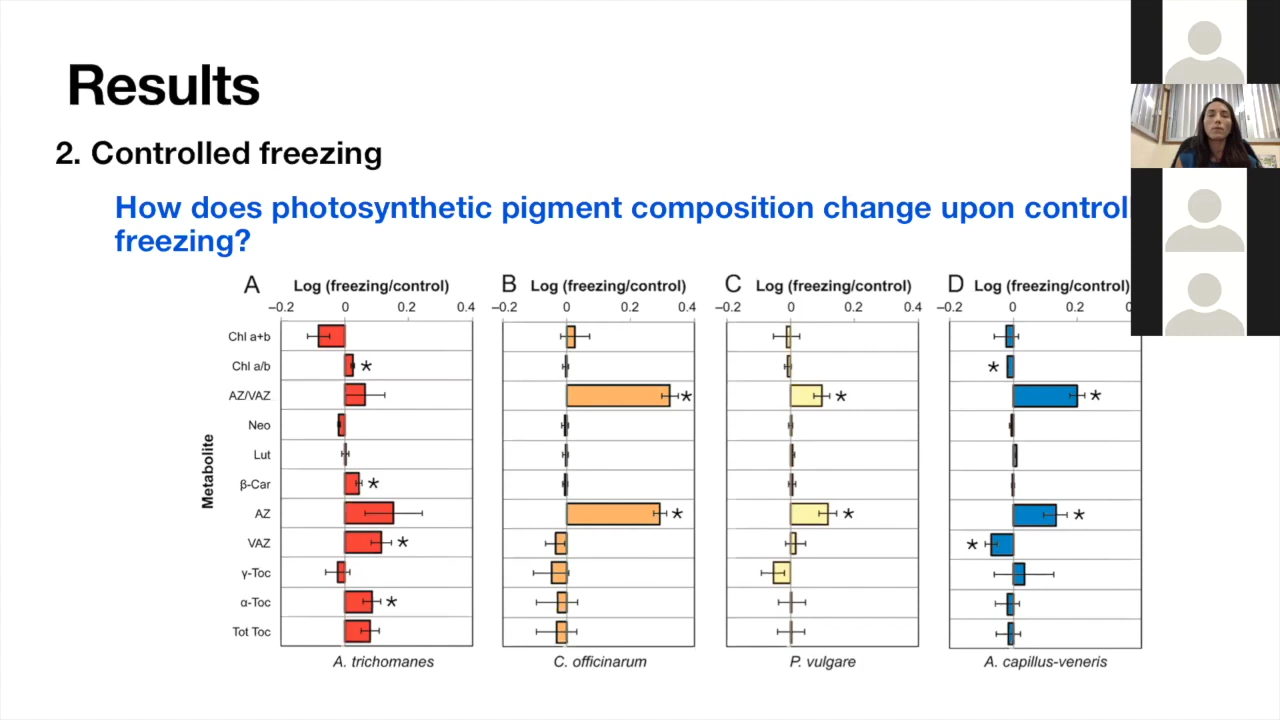 Results
2. Controlled freezing
How does photosynthetic pigment composition change upon control
freezing?
A Log (freezing/control) B Log (freezing/control) C Log (freezing/control) D Log (freezing/control)
−0.2 0 0.2 0.4 −0.2 0 0.2 0.4 −0.2 0 0.2 0.4 −0.2 0 0.2
Metabolite
Chl a+b
Chl a/b * *
AZ/VAZ * * *
Neo
Lut
β-Car *
AZ * * *
VAZ * *
γ-Toc
α-Toc *
Tot Toc
A. trichomanes C. officinarum P. vulgare A. capillus-veneris